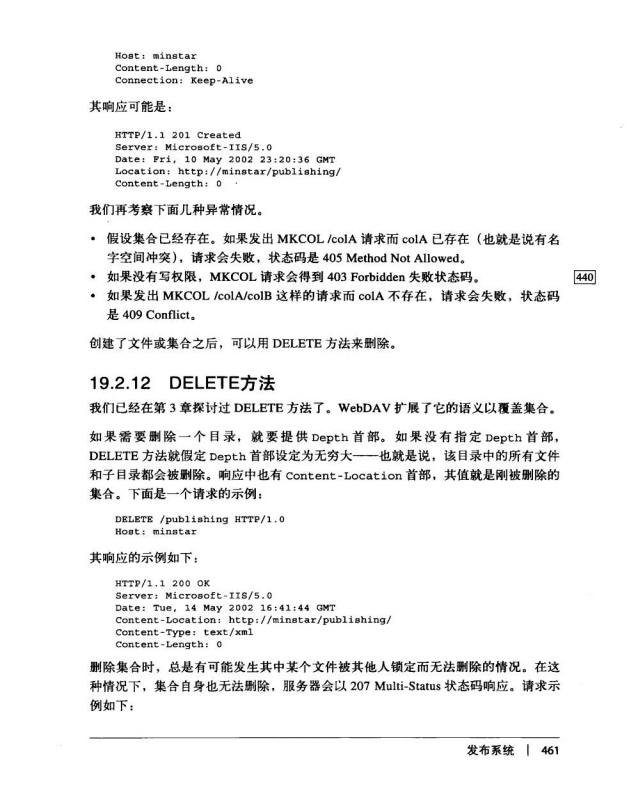 Host: minstar
Content-Length: 0
Connection: Keep-Alive
其响应可能是：
HTTP/1.1 201 Created
Server: Microsoft-IIS/5.0
Date: Fri, 10 May 2002 23:20:36 GMT
Location: http://minstar/publishing/
Content-Length: 0
我们再考察下面几种异常情况。
• 假设集合已经存在。如果发出 MKCOL /colA 请求而 colA 已存在（也就是说有名
字空间冲突），请求会失败，状态码是 405 Method Not Allowed。
• 如果没有写权限，MKCOL 请求会得到 403 Forbidden 失败状态码。
440
• 如果发出 MKCOL /colA/colB 这样的请求而 colA 不存在，请求会失败，状态码
是 409 Conflict。
创建了文件或集合之后，可以用 DELETE 方法来删除。
19.2.12 DELETE方法
我们已经在第 3 章探讨过 DELETE 方法了。WebDAV 扩展了它的语义以覆盖集合。
如果需要删除一个目录，就要提供 Depth 首部。如果没有指定 Depth 首部，
DELETE 方法就假定 Depth 首部设定为无穷大——也就是说，该目录中的所有文件
和子目录都会被删除。响应中也有 Content-Location 首部，其值就是刚被删除的
集合。下面是一个请求的示例：
DELETE /publishing HTTP/1.0
Host: minstar
其响应的示例如下：
HTTP/1.1 200 OK
Server: Microsoft-IIS/5.0
Date: Tue, 14 May 2002 16:41:44 GMT
Content-Location: http://minstar/publishing/
Content-Type: text/xml
Content-Length: 0
删除集合时，总是有可能发生其中某个文件被其他人锁定而无法删除的情况。在这
种情况下，集合自身也无法删除，服务器会以 207 Multi-Status 状态码响应。请求示
例如下：
发布系统 | 461